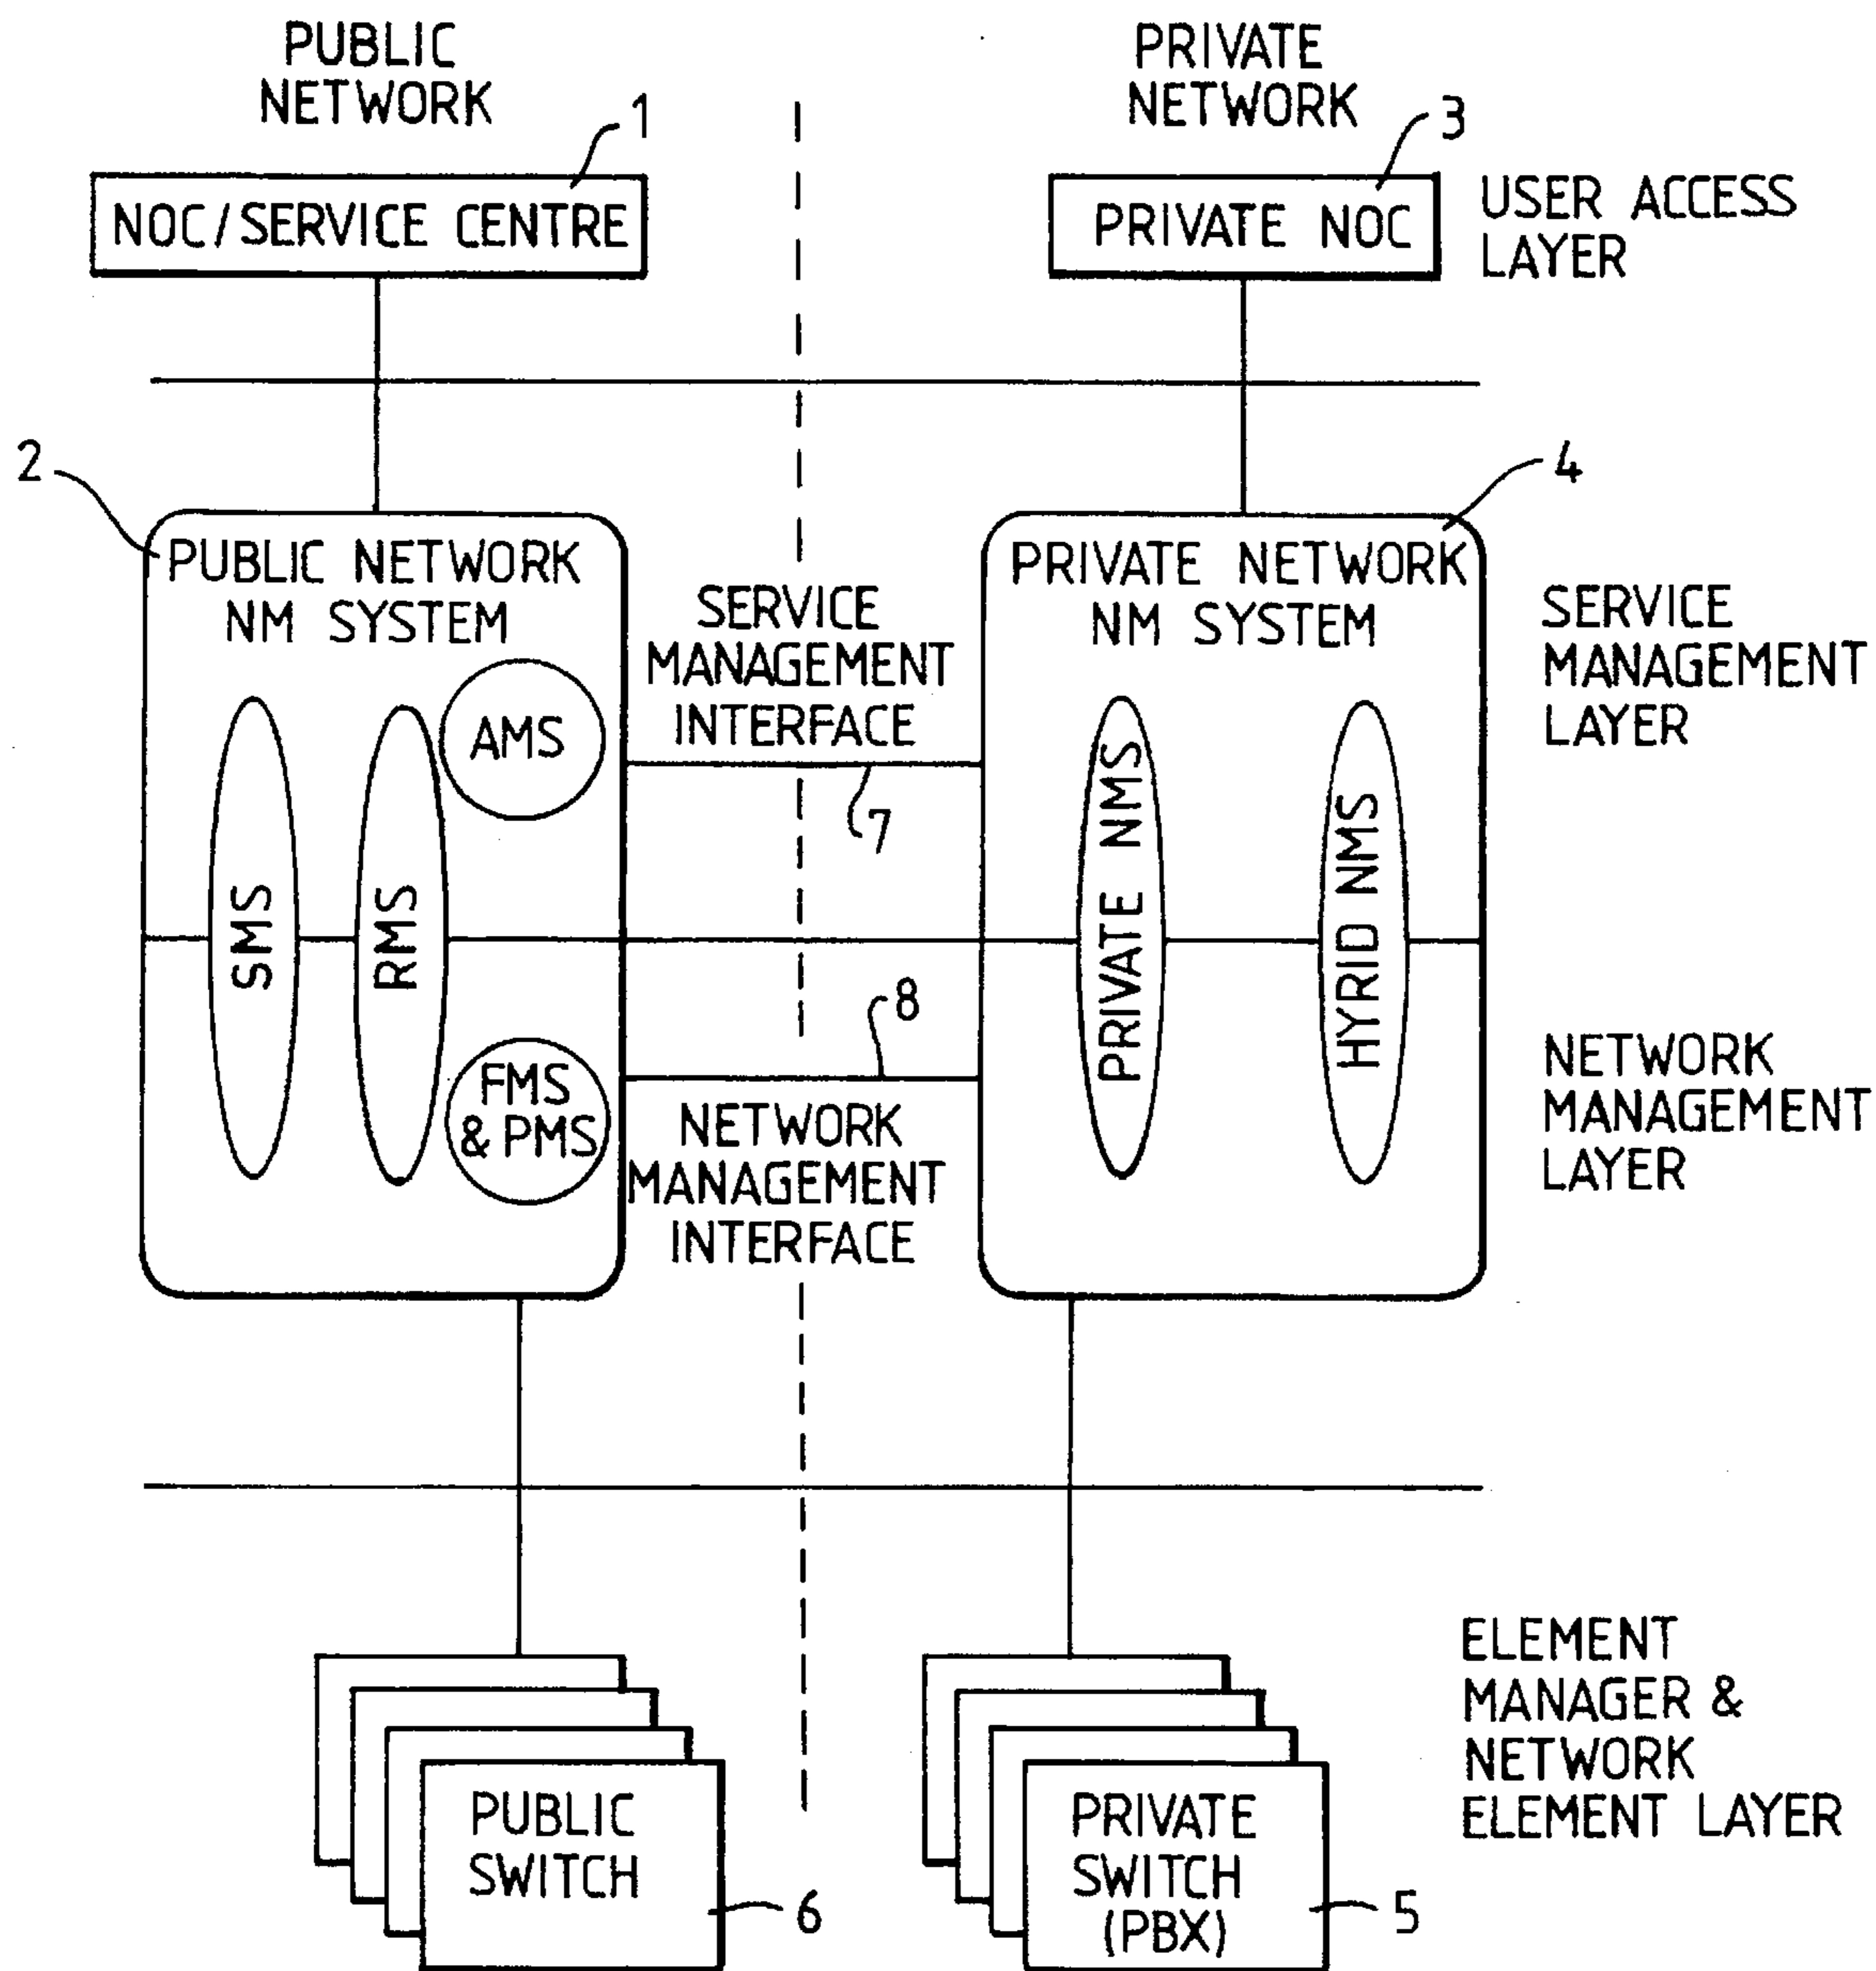 PUBLIC
NETWORK
PRIVATE
NETWORK
1
3
NOC/SERVICE CENTRE
PRIVATE NOC
USER ACCESS
LAYER
2
4
PUBLIC NETWORK
NM SYSTEM
PRIVATE NETWORK
NM SYSTEM
SERVICE
MANAGEMENT
INTERFACE
SERVICE
MANAGEMENT
LAYER
AMS
7
SMS
RMS
PRIVATE NMS
HYRID NMS
8
FMS
& PMS
NETWORK
MANAGEMENT
INTERFACE
NETWORK
MANAGEMENT
LAYER
ELEMENT
MANAGER &
NETWORK
ELEMENT LAYER
PUBLIC
SWITCH
6
PRIVATE
SWITCH
(PBX)
5